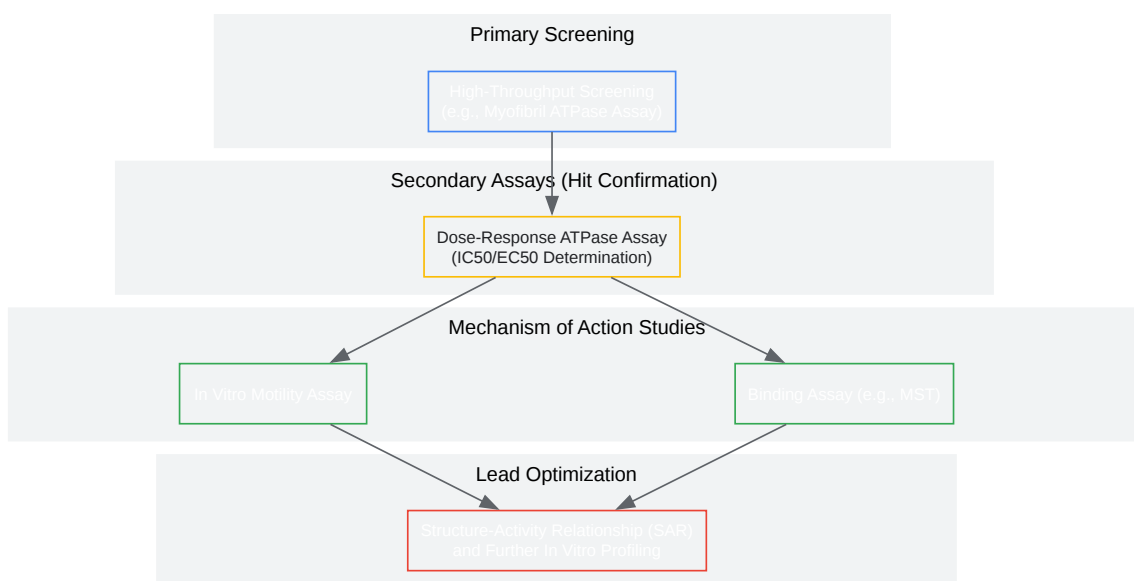 Primary Screening
High-Throughput Screening
(e.g., Myofibril ATPase Assay)
Secondary Assays (Hit Confirmation)
Dose-Response ATPase Assay
(IC50/EC50 Determination)
Mechanism of Action Studies
In Vitro Motility Assay
Binding Assay (e.g., MST)
Lead Optimization
Structure-Activity Relationship (SAR)
and Further In Vitro Profiling